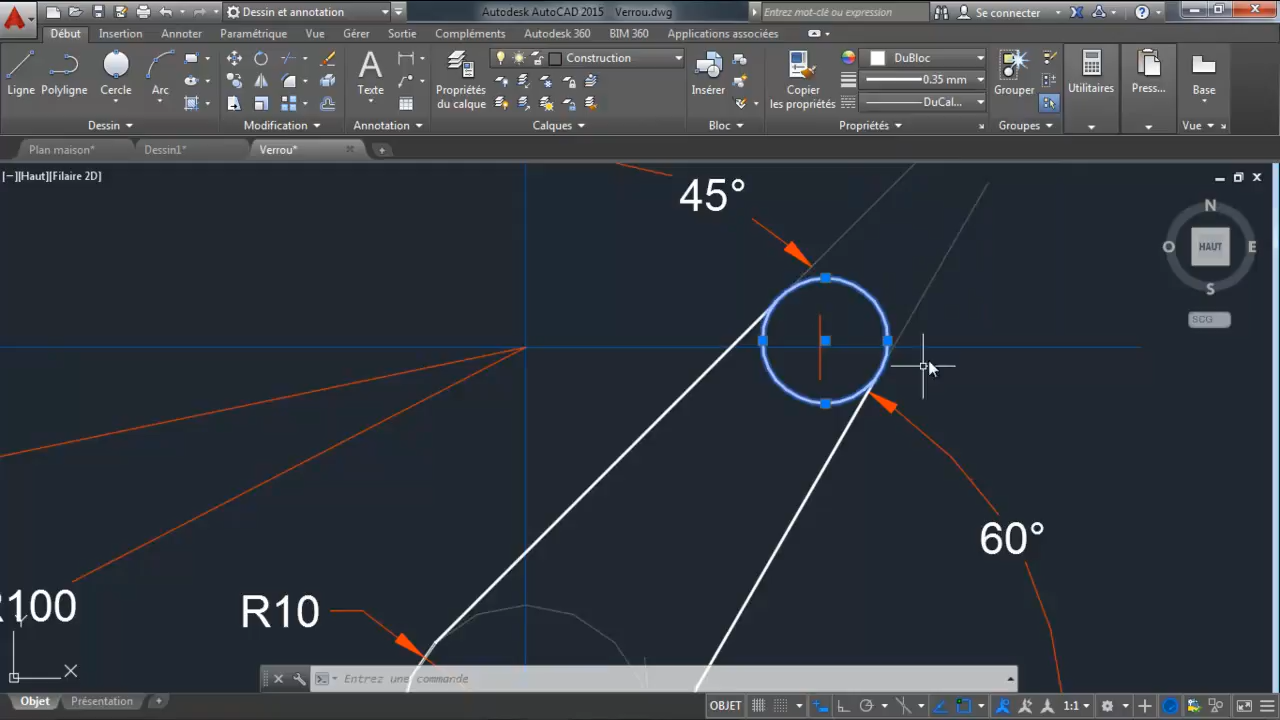 Dessin et annotation
Autodesk AutoCAD 2015 Verrou.dwg
Entrez mot-clé ou expression
Se connecter
Début Insertion Annoter Paramétrique Vue Gérer Sortie Compléments Autodesk 360 BIM 360 Applications associées
Ligne Polyligne Cercle Arc
Dessin
Modification
Texte
Annotation
Propriétés
du calque
Construction
Calques
Insérer
Bloc
Copier
les propriétés
DuBloc
0.35 mm
DuCal...
Propriétés
Grouper
Groupes
Utilitaires
Press...
Base
Vue
Plan maison* Dessin1* Verrou*
[−][Haut][Filaire 2D]
45°
N
O HAUT E
S
SCG
60°
R100
R10
Y
X
Entrez une commande
Objet Présentation
OBJET
1:1